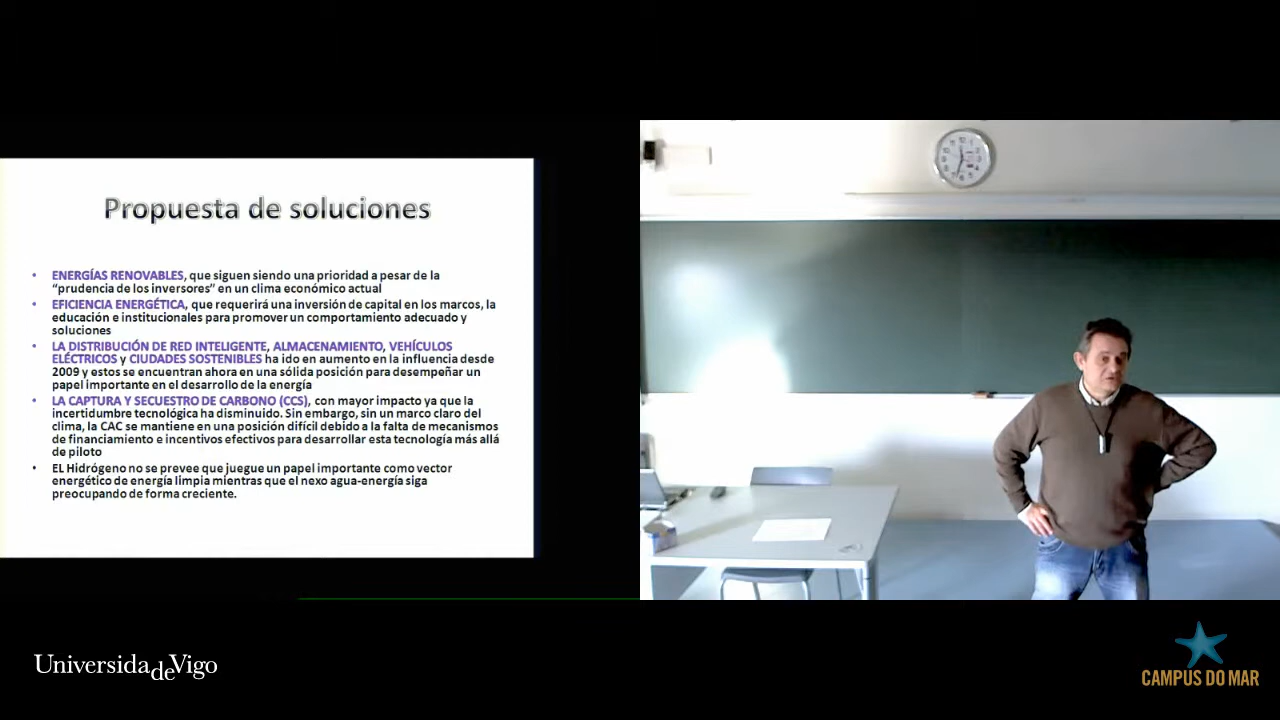 Propuesta de soluciones
• ENERGÍAS RENOVABLES, que siguen siendo una prioridad a pesar de la
“prudencia de los inversores” en un clima económico actual
• EFICIENCIA ENERGÉTICA, que requerirá una inversión de capital en los marcos, la
educación e institucionales para promover un comportamiento adecuado y
soluciones
• LA DISTRIBUCIÓN DE RED INTELIGENTE, ALMACENAMIENTO, VEHÍCULOS
ELÉCTRICOS y CIUDADES SOSTENIBLES ha ido en aumento en la influencia desde
2009 y estos se encuentran ahora en una sólida posición para desempeñar un
papel importante en el desarrollo de la energía
• LA CAPTURA Y SECUESTRO DE CARBONO (CCS), con mayor impacto ya que la
incertidumbre tecnológica ha disminuido. Sin embargo, sin un marco claro del
clima, la CAC se mantiene en una posición difícil debido a la falta de mecanismos
de financiamiento e incentivos efectivos para desarrollar esta tecnología más allá
de piloto
• EL Hidrógeno no se prevee que juegue un papel importante como vector
energético de energía limpia mientras que el nexo agua-energía siga
preocupando de forma creciente.
UniversidadeVigo
CAMPUS DO MAR